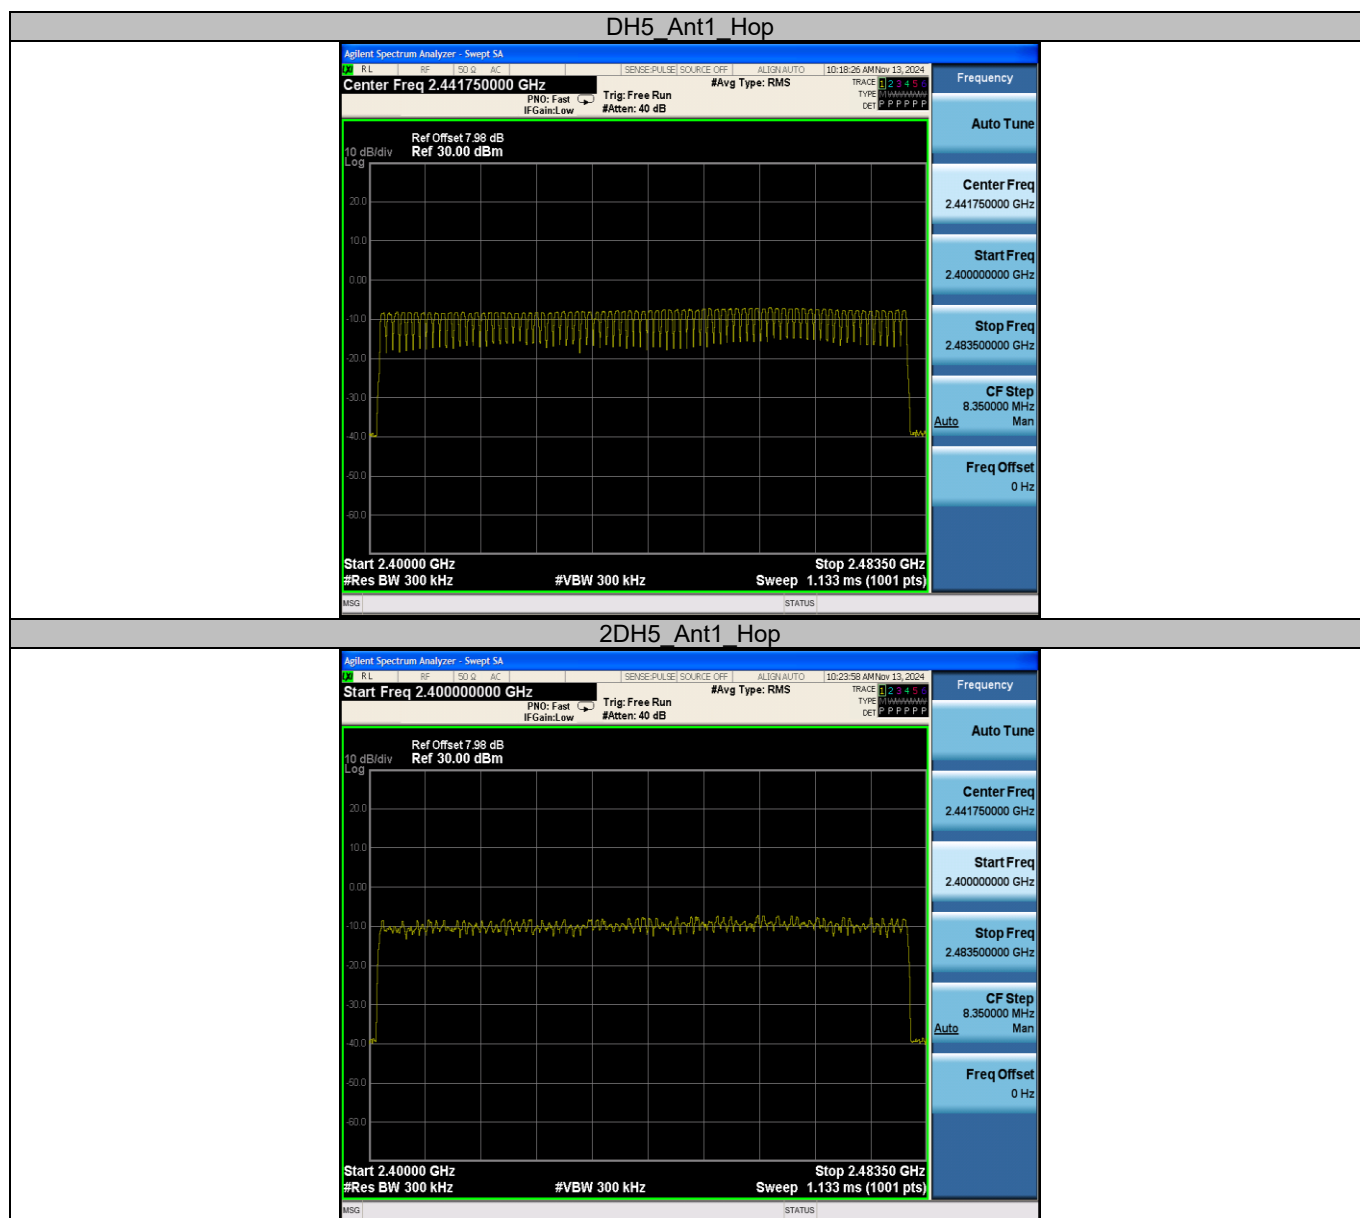 DH5_Ant1_Hop
Agilent Spectrum Analyzer - Swept SA
RL RF 50 Ω AC SENSE:PULSE SOURCE OFF ALIGN AUTO 10:18:26 AM Nov 13, 2024
Center Freq 2.441750000 GHz
PNO: Fast
IFGain:Low
Trig: Free Run
#Atten: 40 dB
#Avg Type: RMS
TRACE 1 2 3 4 5 6
TYPE M
DET P P P P P P
Frequency
Auto Tune
Center Freq
2.441750000 GHz
Start Freq
2.400000000 GHz
Stop Freq
2.483500000 GHz
CF Step
8.350000 MHz
Auto Man
Freq Offset
0 Hz
Ref Offset 7.98 dB
10 dB/div Ref 30.00 dBm
Log
20.0
10.0
0.00
-10.0
-20.0
-30.0
-40.0
-50.0
-60.0
Start 2.40000 GHz Stop 2.48350 GHz
#Res BW 300 kHz #VBW 300 kHz Sweep 1.133 ms (1001 pts)
MSG STATUS
2DH5_Ant1_Hop
Agilent Spectrum Analyzer - Swept SA
RL RF 50 Ω AC SENSE:PULSE SOURCE OFF ALIGN AUTO 10:23:58 AM Nov 13, 2024
Start Freq 2.400000000 GHz
PNO: Fast
IFGain:Low
Trig: Free Run
#Atten: 40 dB
#Avg Type: RMS
TRACE 1 2 3 4 5 6
TYPE M
DET P P P P P P
Frequency
Auto Tune
Center Freq
2.441750000 GHz
Start Freq
2.400000000 GHz
Stop Freq
2.483500000 GHz
CF Step
8.350000 MHz
Auto Man
Freq Offset
0 Hz
Ref Offset 7.98 dB
10 dB/div Ref 30.00 dBm
Log
20.0
10.0
0.00
-10.0
-20.0
-30.0
-40.0
-50.0
-60.0
Start 2.40000 GHz Stop 2.48350 GHz
#Res BW 300 kHz #VBW 300 kHz Sweep 1.133 ms (1001 pts)
MSG STATUS